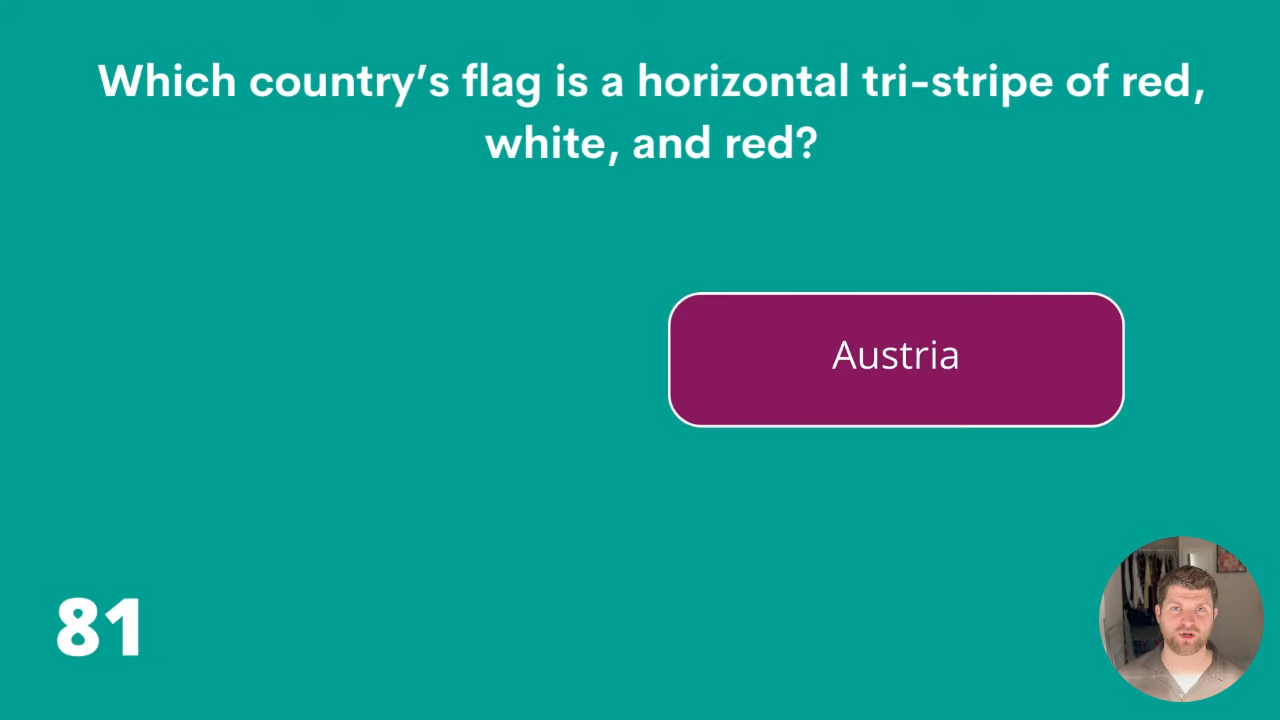 Which country’s flag is a horizontal tri-stripe of red,
white, and red?
Austria
81